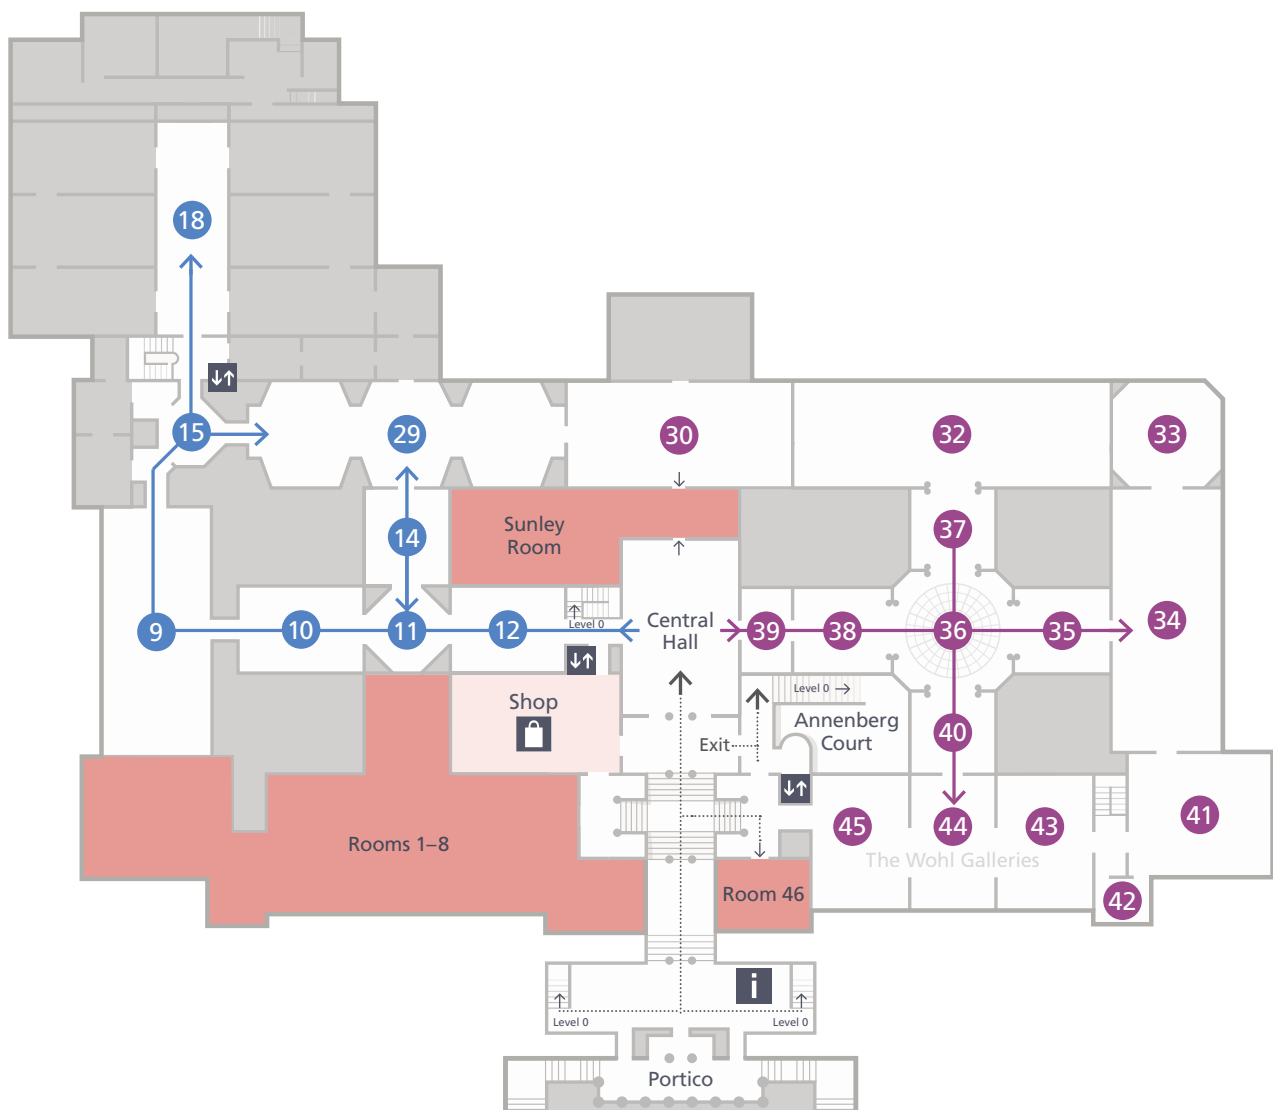 18
15
29
30
32
33
Sunley
Room
14
37
9
10
11
12
Level 0
Central
Hall
39
38
36
35
34
Shop
Level 0
Annenberg
Court
Exit
40
Rooms 1–8
45
44
43
41
The Wohl Galleries
Room 46
42
i
Level 0
Level 0
Portico